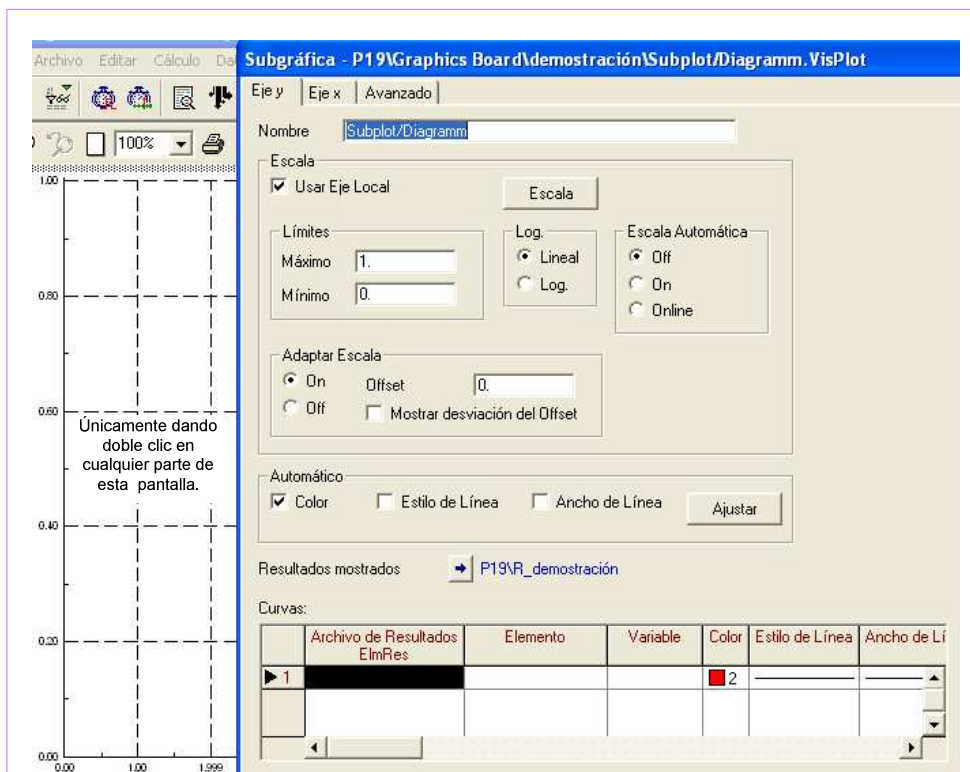 Archivo Editar Cálculo Da
100%
1.00
0.80
0.60
0.40
0.20
0.00
0.00 1.00 1.999
Únicamente dando
doble clic en
cualquier parte de
esta pantalla.
Subgráfica - P19\Graphics Board\demostración\Subplot/Diagramm.VisPlot
Eje y Eje x Avanzado
Nombre Subplot/Diagramm
Escala
Usar Eje Local Escala
Límites Log. Escala Automática
Máximo 1. Lineal Off
Mínimo 0. Log. On
Online
Adaptar Escala
On Offset 0.
Off Mostrar desviación del Offset
Automático
Color Estilo de Línea Ancho de Línea Ajustar
Resultados mostrados P19\R_demostración
Curvas:
Archivo de Resultados Elemento Variable Color Estilo de Línea Ancho de Lí
ElmRes
1 2